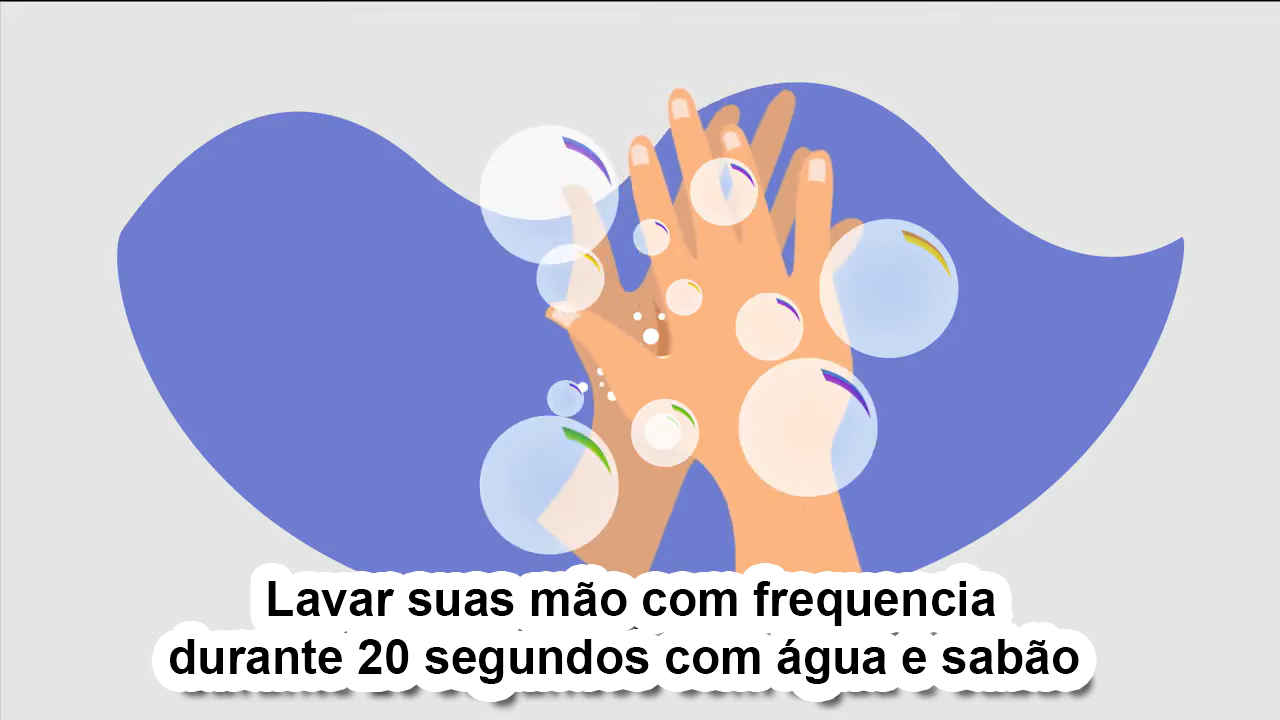 Lavar suas mão com frequencia
durante 20 segundos com água e sabão